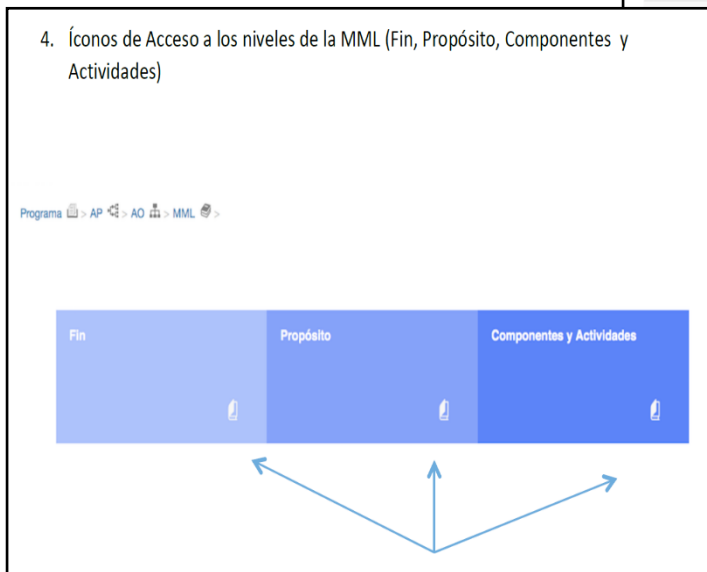 4. Íconos de Acceso a los niveles de la MML (Fin, Propósito, Componentes y
Actividades)
Programa > AP > AO > MML >
Fin
Propósito
Componentes y Actividades